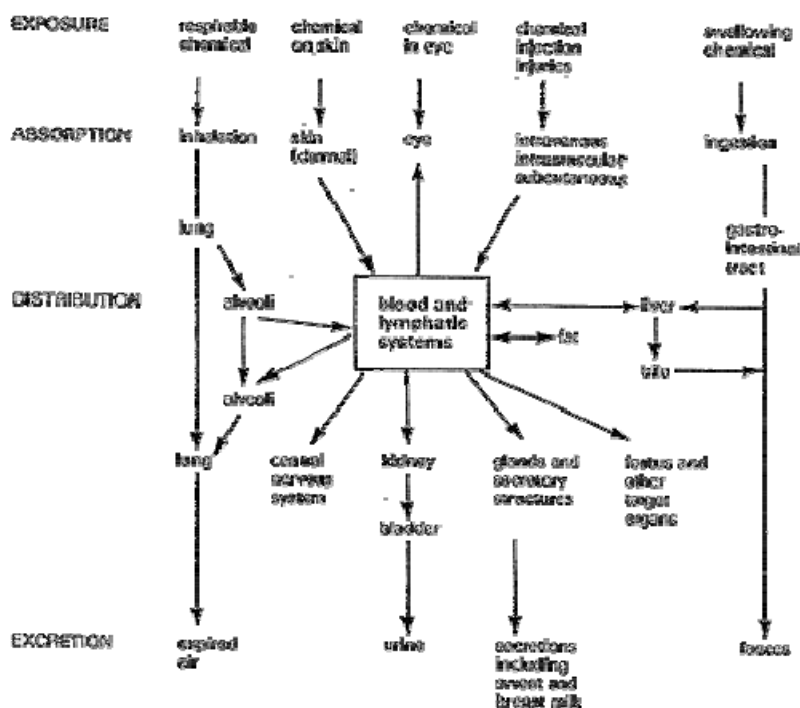 EXPOSURE
respirable
chemical
chemical
on skin
chemical
in eye
chemical
injection
injuries
swallowing
chemical
ABSORPTION
inhalation
skin
(dermal)
eye
intravenous
intramuscular
subcutaneous
ingestion
lung
gastro-
intestinal
tract
DISTRIBUTION
alveoli
blood and
lymphatic
systems
liver
fat
bile
alveoli
lung
central
nervous
system
kidney
glands and
secretory
structures
foetus and
other
target
organs
bladder
EXCRETION
expired
air
urine
secretions
including
sweat and
breast milk
faeces